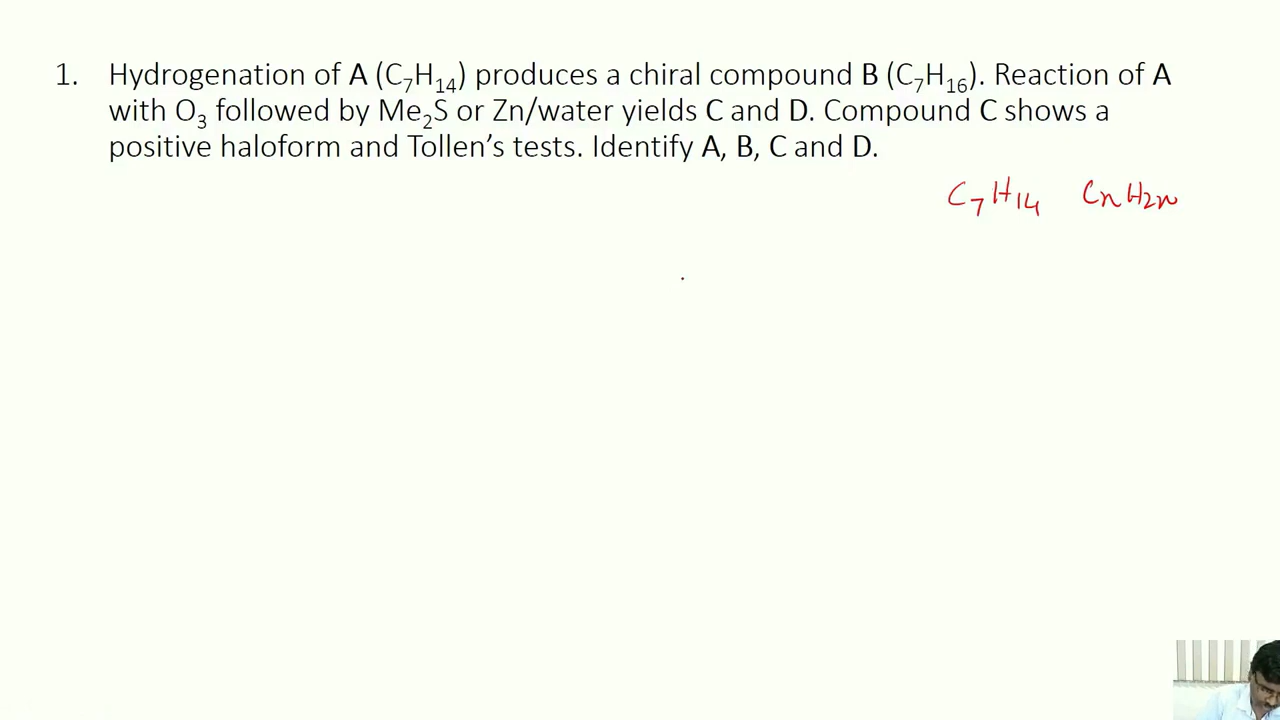 1. Hydrogenation of A (C₇H₁₄) produces a chiral compound B (C₇H₁₆). Reaction of A
with O₃ followed by Me₂S or Zn/water yields C and D. Compound C shows a
positive haloform and Tollen’s tests. Identify A, B, C and D.
C₇H₁₄ CnH2n